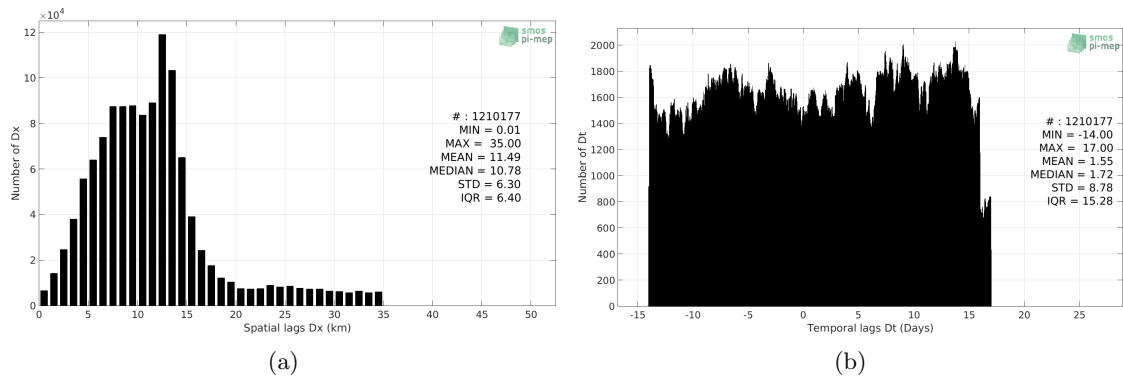 ×10⁴
12
10
8
6
4
2
0
Number of Dx
0 5 10 15 20 25 30 35 40 45 50
Spatial lags Dx (km)
smos
pi-mep
# : 1210177
MIN = 0.01
MAX = 35.00
MEAN = 11.49
MEDIAN = 10.78
STD = 6.30
IQR = 6.40
(a)
2000
1800
1600
1400
1200
1000
800
600
400
200
0
Number of Dt
-15 -10 -5 0 5 10 15 20 25
Temporal lags Dt (Days)
smos
pi-mep
# : 1210177
MIN = -14.00
MAX = 17.00
MEAN = 1.55
MEDIAN = 1.72
STD = 8.78
IQR = 15.28
(b)